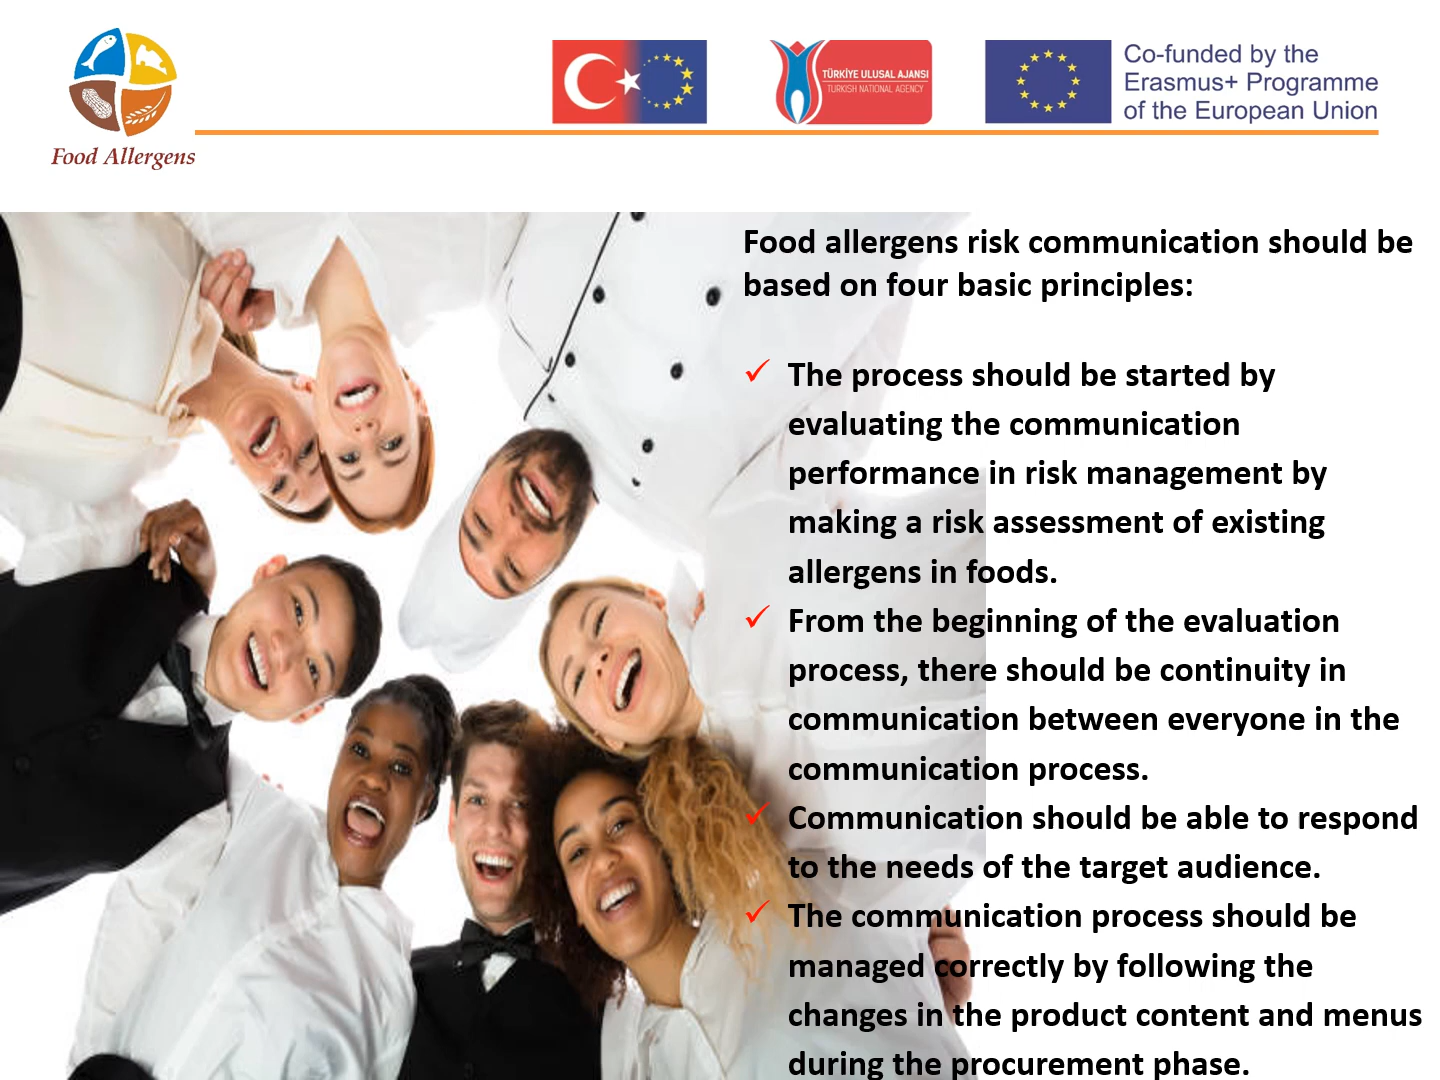 Food Allergens
TÜRKİYE ULUSAL AJANSI
TURKISH NATIONAL AGENCY
Co-funded by the
Erasmus+ Programme
of the European Union
Food allergens risk communication should be
based on four basic principles:
✓ The process should be started by
evaluating the communication
performance in risk management by
making a risk assessment of existing
allergens in foods.
✓ From the beginning of the evaluation
process, there should be continuity in
communication between everyone in the
communication process.
✓ Communication should be able to respond
to the needs of the target audience.
✓ The communication process should be
managed correctly by following the
changes in the product content and menus
during the procurement phase.